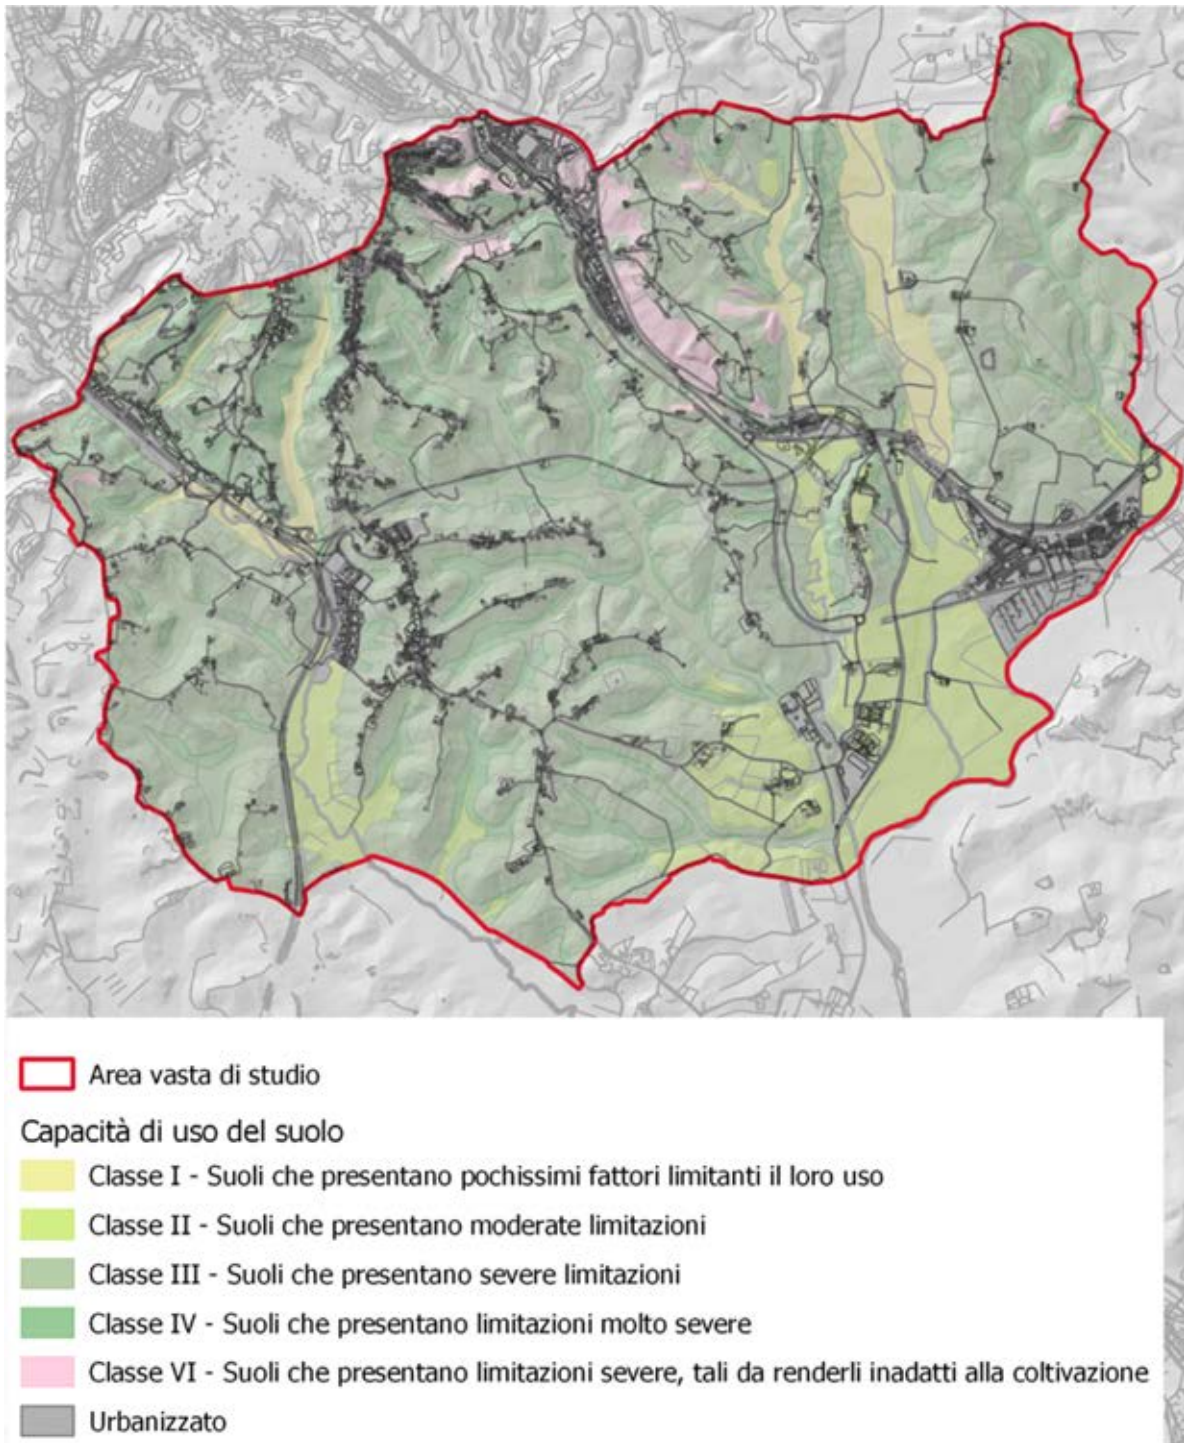 Area vasta di studio
Capacità di uso del suolo
Classe I - Suoli che presentano pochissimi fattori limitanti il loro uso
Classe II - Suoli che presentano moderate limitazioni
Classe III - Suoli che presentano severe limitazioni
Classe IV - Suoli che presentano limitazioni molto severe
Classe VI - Suoli che presentano limitazioni severe, tali da renderli inadatti alla coltivazione
Urbanizzato